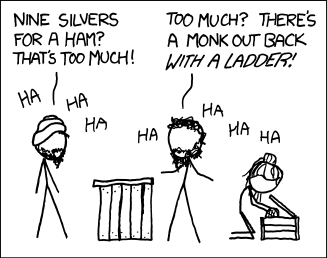 NINE SILVERS
FOR A HAM?
THAT'S TOO MUCH!
TOO MUCH? THERE'S
A MONK OUT BACK
WITH A LADDER!
HA
HA
HA
HA
HA
HA
HA